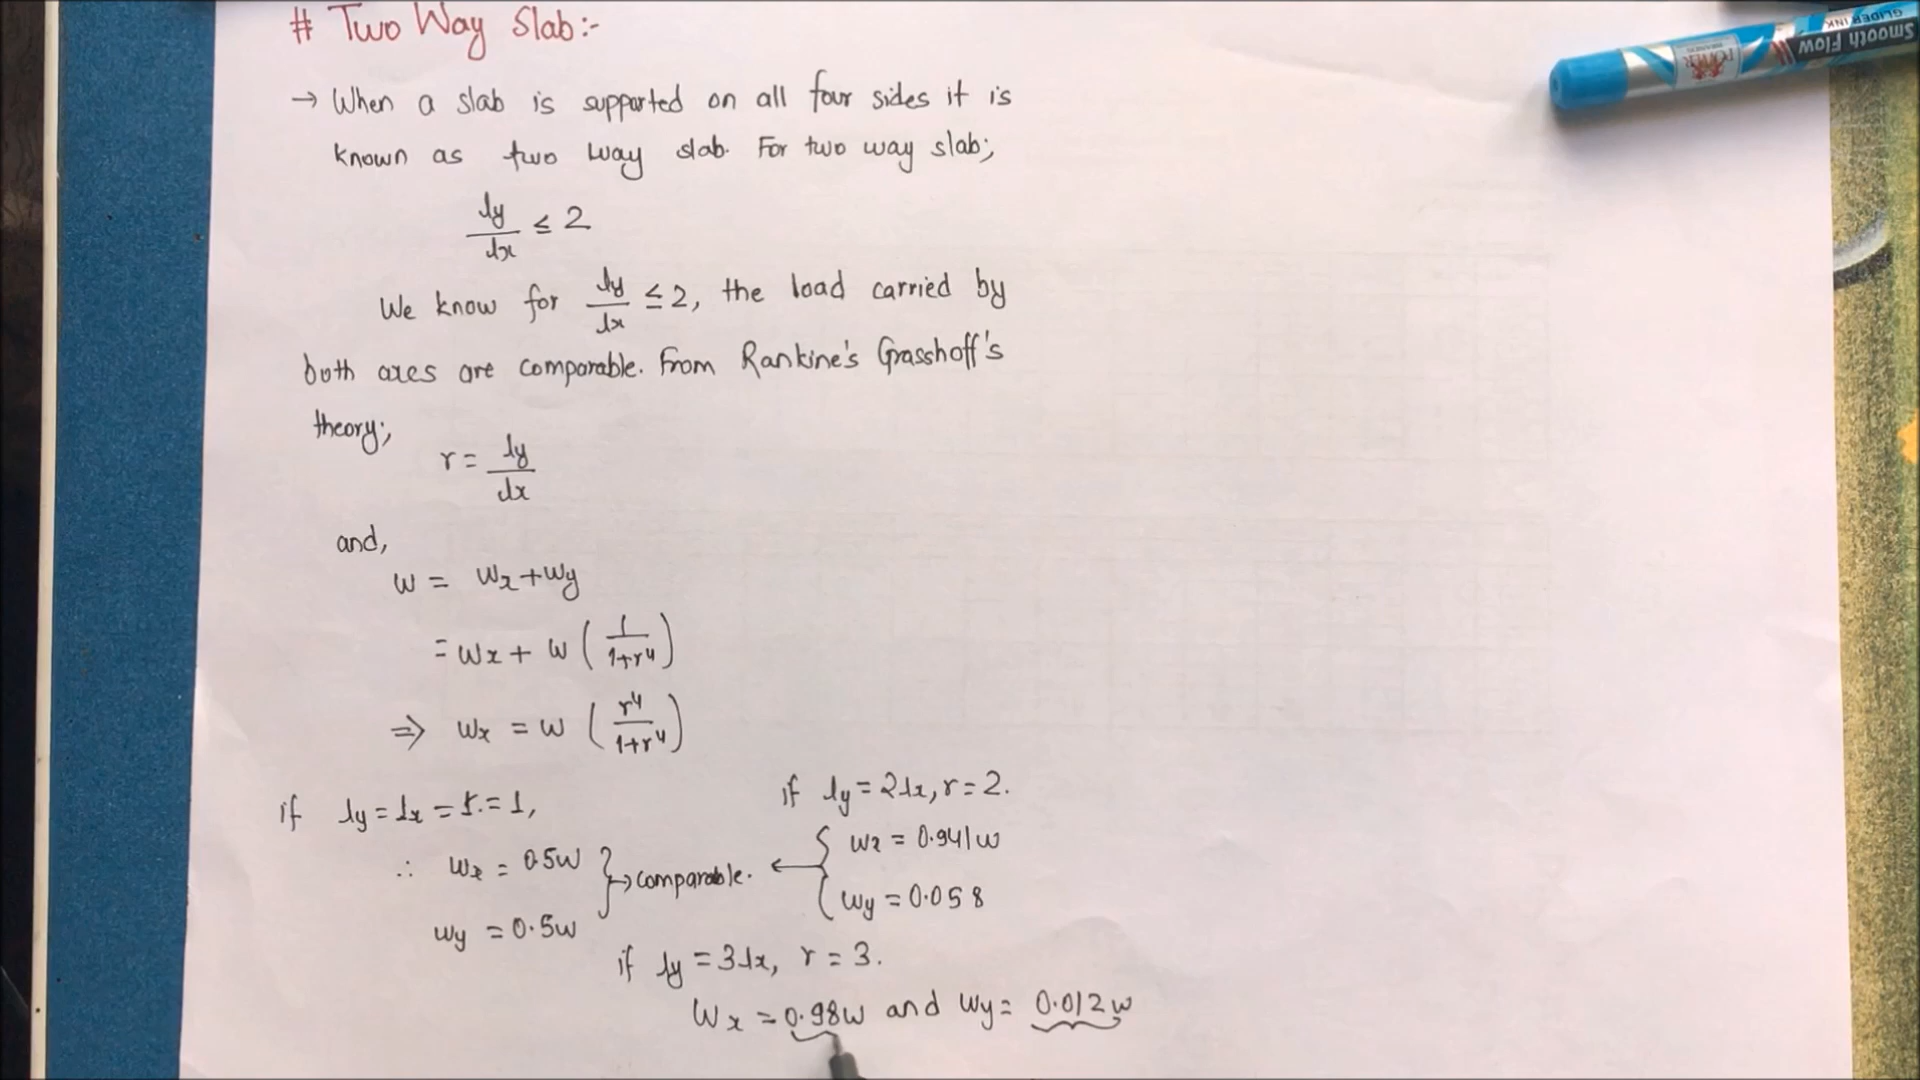 # Two Way Slab:-
→ When a slab is supported on all four sides it is
known as two way slab. For two way slab;
ly/lx ≤ 2
We know for ly/lx ≤ 2, the load carried by
both axes are comparable. From Rankine's Grasshoff's
theory;
r = ly/lx
and,
w = wx + wy
= wx + w (1/(1+r⁴))
⇒ wx = w (r⁴/(1+r⁴))
if ly = lx = r. = 1,
∴ wx = 0.5w } → comparable.
wy = 0.5w
if ly = 2lx, r = 2.
← { wx = 0.941w
wy = 0.058
if ly = 3lx, r = 3.
Wx = 0.98w and wy = 0.012w
Smooth Flow
GLIDER INK
POWER